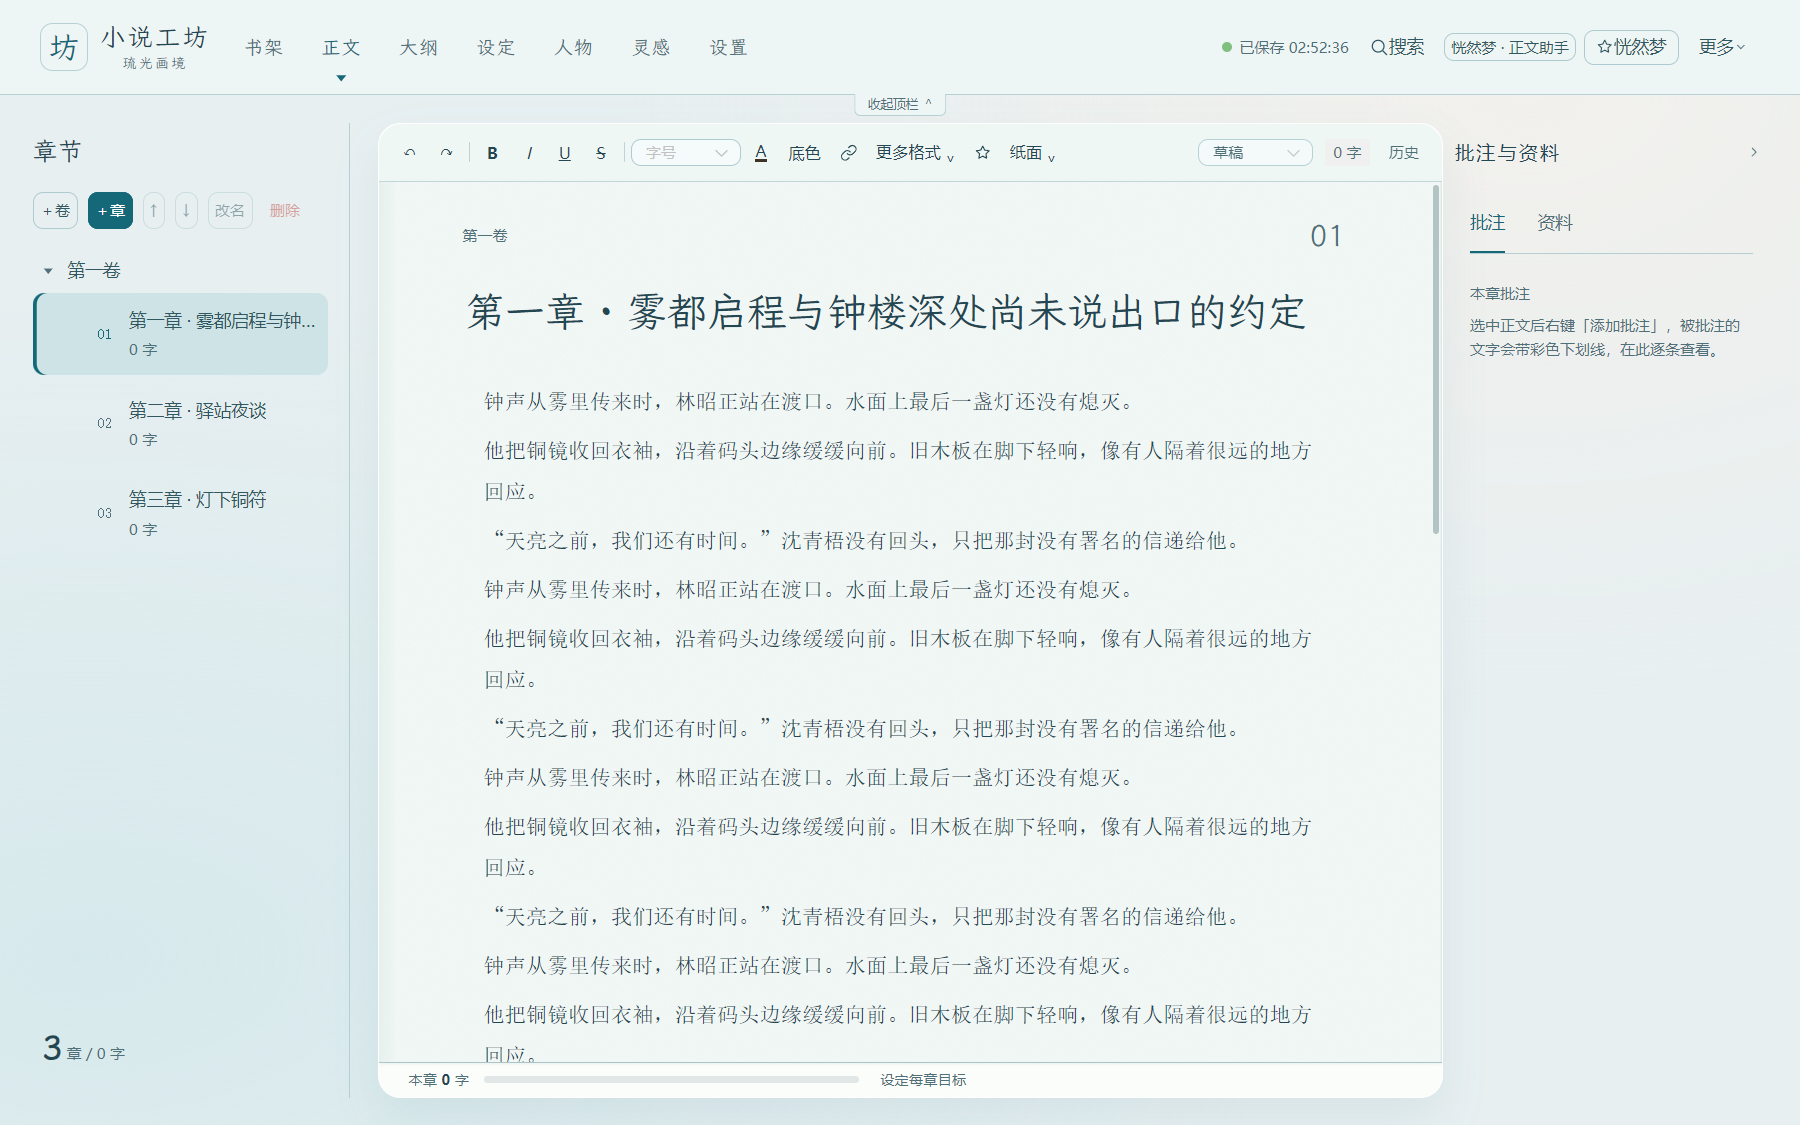 坊
小说工坊
琉光画境
书架 正文 大纲 设定 人物 灵感 设置
已保存 02:52:36 搜索 恍然梦 · 正文助手 恍然梦 更多
收起顶栏 ^
章节
+卷 +章 ↑ ↓ 改名 删除
第一卷
01 第一章 · 雾都启程与钟...
0 字
02 第二章 · 驿站夜谈
0 字
03 第三章 · 灯下铜符
0 字
3 章 / 0 字
B I U S 字号 A 底色 更多格式 纸面 草稿 0 字 历史
第一卷 01
第一章 · 雾都启程与钟楼深处尚未说出口的约定
钟声从雾里传来时，林昭正站在渡口。水面上最后一盏灯还没有熄灭。
他把铜镜收回衣袖，沿着码头边缘缓缓向前。旧木板在脚下轻响，像有人隔着很远的地方
回应。
“天亮之前，我们还有时间。”沈青梧没有回头，只把那封没有署名的信递给他。
钟声从雾里传来时，林昭正站在渡口。水面上最后一盏灯还没有熄灭。
他把铜镜收回衣袖，沿着码头边缘缓缓向前。旧木板在脚下轻响，像有人隔着很远的地方
回应。
“天亮之前，我们还有时间。”沈青梧没有回头，只把那封没有署名的信递给他。
钟声从雾里传来时，林昭正站在渡口。水面上最后一盏灯还没有熄灭。
他把铜镜收回衣袖，沿着码头边缘缓缓向前。旧木板在脚下轻响，像有人隔着很远的地方
回应。
“天亮之前，我们还有时间。”沈青梧没有回头，只把那封没有署名的信递给他。
钟声从雾里传来时，林昭正站在渡口。水面上最后一盏灯还没有熄灭。
他把铜镜收回衣袖，沿着码头边缘缓缓向前。旧木板在脚下轻响，像有人隔着很远的地方
回应。
本章 0 字 设定每章目标
批注与资料
批注 资料
本章批注
选中正文后右键「添加批注」，被批注的
文字会带彩色下划线，在此逐条查看。